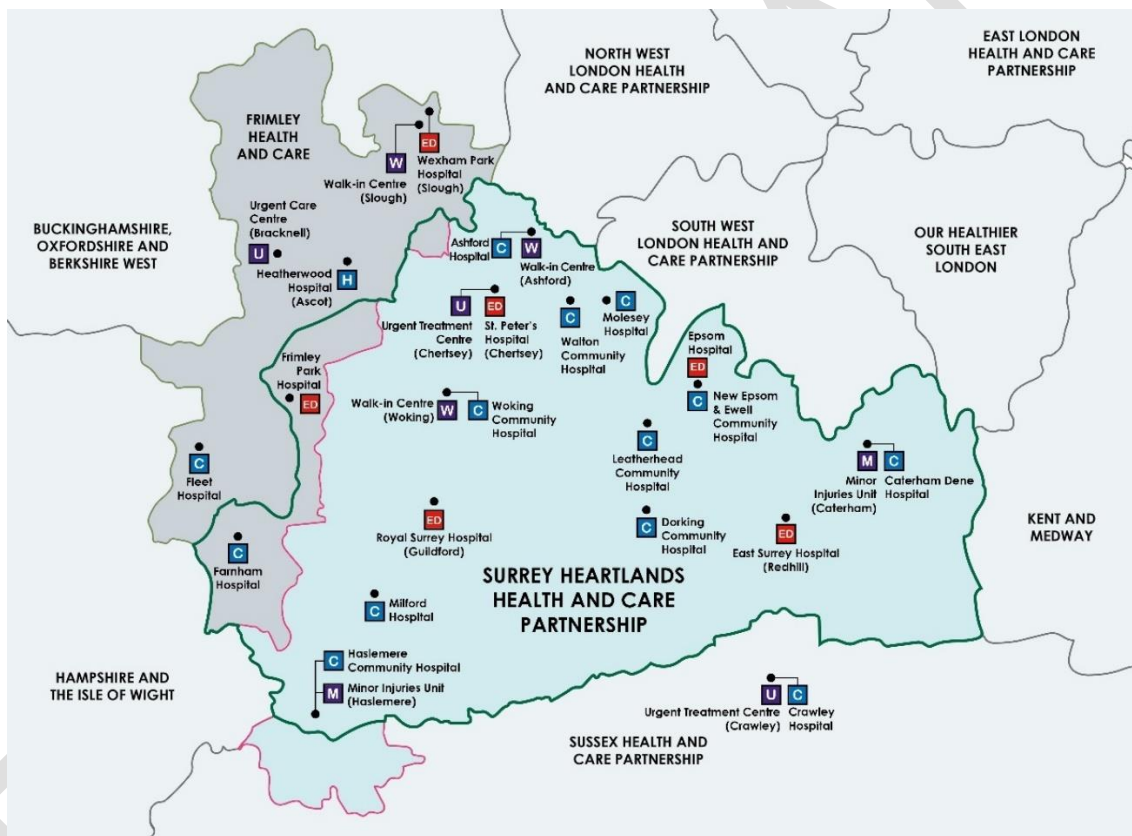 NORTH WEST
LONDON HEALTH
AND CARE
PARTNERSHIP
EAST LONDON
HEALTH AND CARE
PARTNERSHIP
FRIMLEY
HEALTH
AND CARE
W
ED
Walk-in Centre
(Slough)
Wexham Park
Hospital
(Slough)
BUCKINGHAMSHIRE,
OXFORDSHIRE AND
BERKSHIRE WEST
Urgent Care
Centre
(Bracknell)
U
Heatherwood
Hospital
(Ascot)
H
Ashford
Hospital
C
W
Walk-in Centre
(Ashford)
SOUTH WEST
LONDON HEALTH AND
CARE PARTNERSHIP
OUR HEALTHIER
SOUTH EAST
LONDON
U
ED
Urgent Treatment
Centre
(Chertsey)
St. Peter's
Hospital
(Chertsey)
C
Walton
Community
Hospital
C
Molesey
Hospital
Epsom
Hospital
ED
C
New Epsom
& Ewell
Community
Hospital
Frimley
Park
Hospital
ED
Walk-in Centre
(Woking)
W
C
Woking
Community
Hospital
C
Leatherhead
Community
Hospital
M
C
Minor
Injuries Unit
(Caterham)
Caterham Dene
Hospital
C
Fleet
Hospital
ED
Royal Surrey Hospital
(Guildford)
C
Dorking
Community
Hospital
ED
East Surrey Hospital
(Redhill)
KENT AND
MEDWAY
C
Farnham
Hospital
SURREY HEARTLANDS
HEALTH AND CARE
PARTNERSHIP
C
Milford
Hospital
C
Haslemere
Community Hospital
M
Minor Injuries Unit
(Haslemere)
HAMPSHIRE AND
THE ISLE OF WIGHT
U
C
Urgent Treatment Centre
(Crawley)
Crawley
Hospital
SUSSEX HEALTH AND
CARE PARTNERSHIP